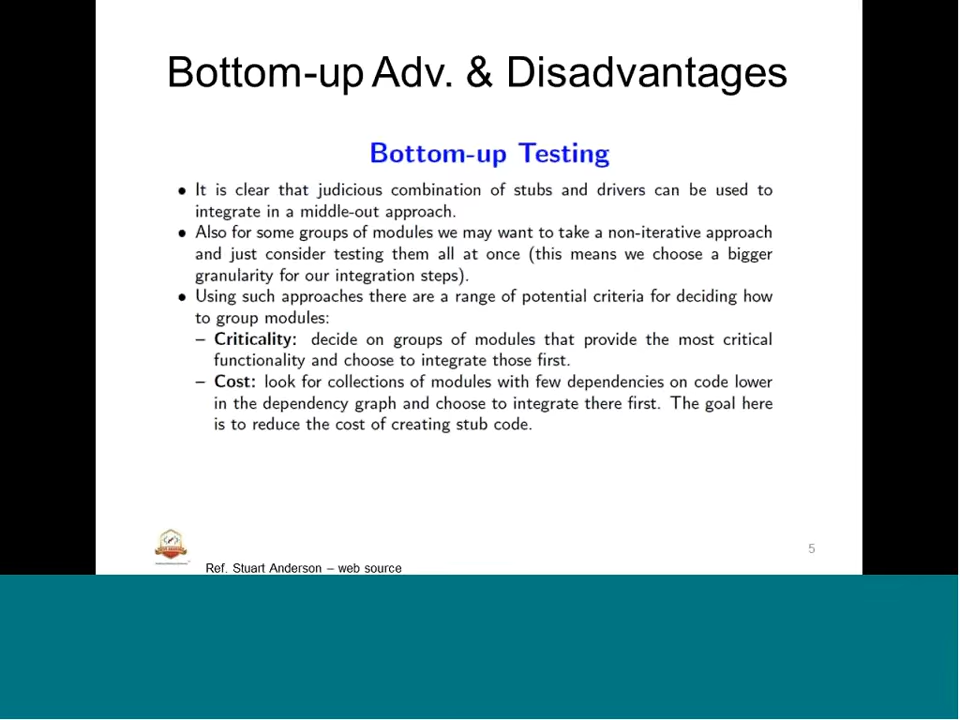 Bottom-up Adv. & Disadvantages
Bottom-up Testing
• It is clear that judicious combination of stubs and drivers can be used to
integrate in a middle-out approach.
• Also for some groups of modules we may want to take a non-iterative approach
and just consider testing them all at once (this means we choose a bigger
granularity for our integration steps).
• Using such approaches there are a range of potential criteria for deciding how
to group modules:
– Criticality: decide on groups of modules that provide the most critical
functionality and choose to integrate those first.
– Cost: look for collections of modules with few dependencies on code lower
in the dependency graph and choose to integrate there first. The goal here
is to reduce the cost of creating stub code.
5
Ref. Stuart Anderson – web source